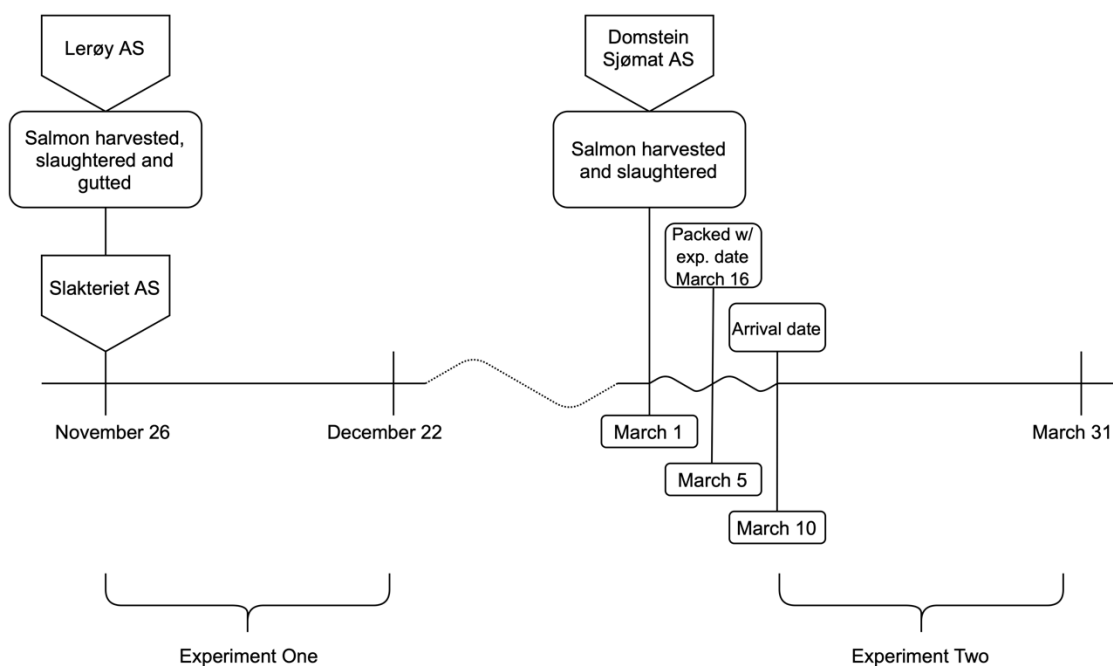 Lerøy AS
Salmon harvested,
slaughtered and
gutted
Slakteriet AS
Domstein
Sjømat AS
Salmon harvested
and slaughtered
Packed w/
exp. date
March 16
Arrival date
November 26
December 22
March 1
March 5
March 10
March 31
Experiment One
Experiment Two